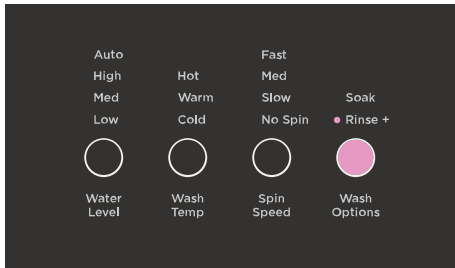 Auto
High
Med
Low
Hot
Warm
Cold
Fast
Med
Slow
No Spin
Soak
Rinse +
Water
Level
Wash
Temp
Spin
Speed
Wash
Options